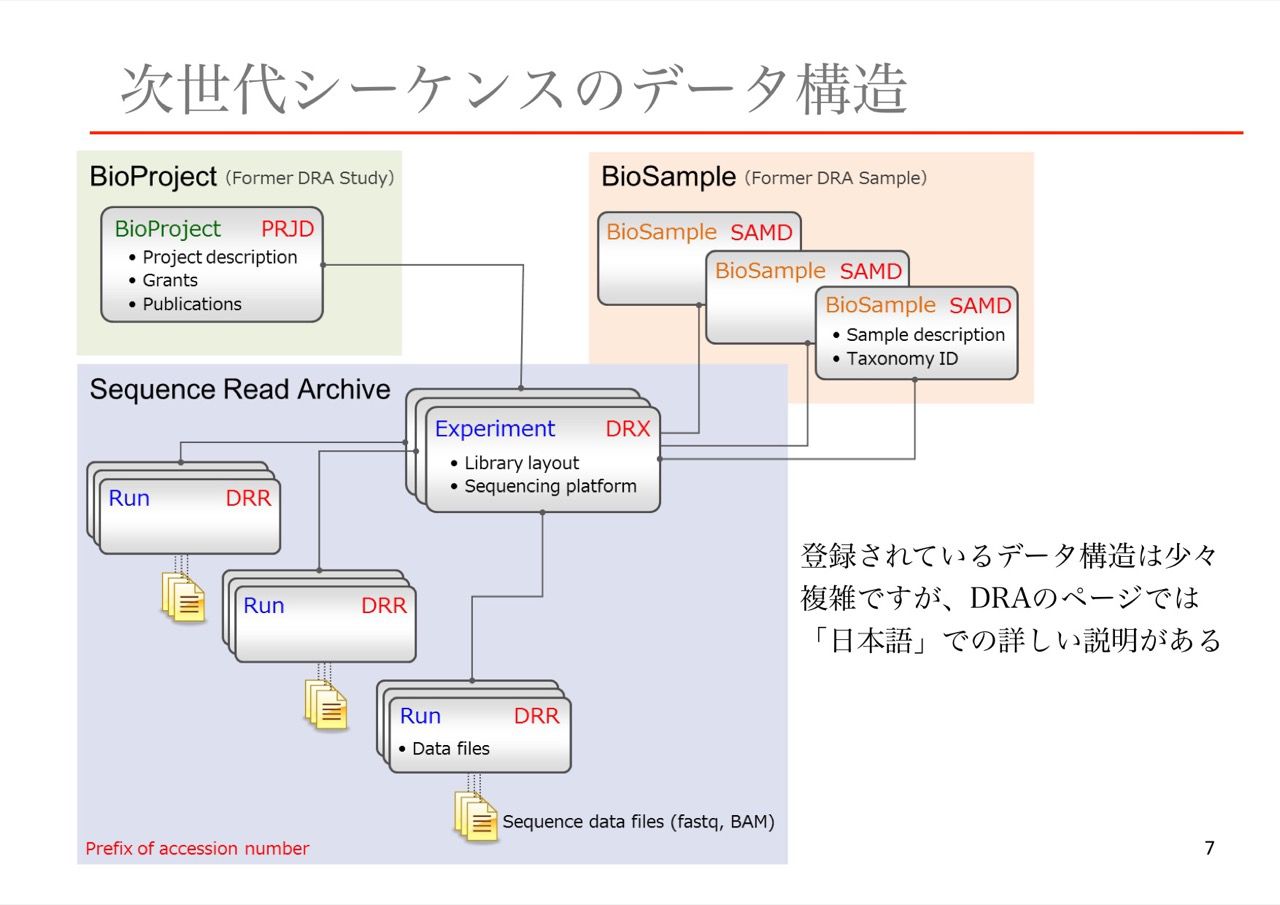 次世代シーケンスのデータ構造
BioProject (Former DRA Study)
BioProject PRJD
• Project description
• Grants
• Publications
BioSample (Former DRA Sample)
BioSample SAMD
BioSample SAMD
BioSample SAMD
• Sample description
• Taxonomy ID
Sequence Read Archive
Experiment DRX
• Library layout
• Sequencing platform
Run DRR
Run DRR
Run DRR
• Data files
Sequence data files (fastq, BAM)
Prefix of accession number
登録されているデータ構造は少々
複雑ですが、DRAのページでは
「日本語」での詳しい説明がある
7